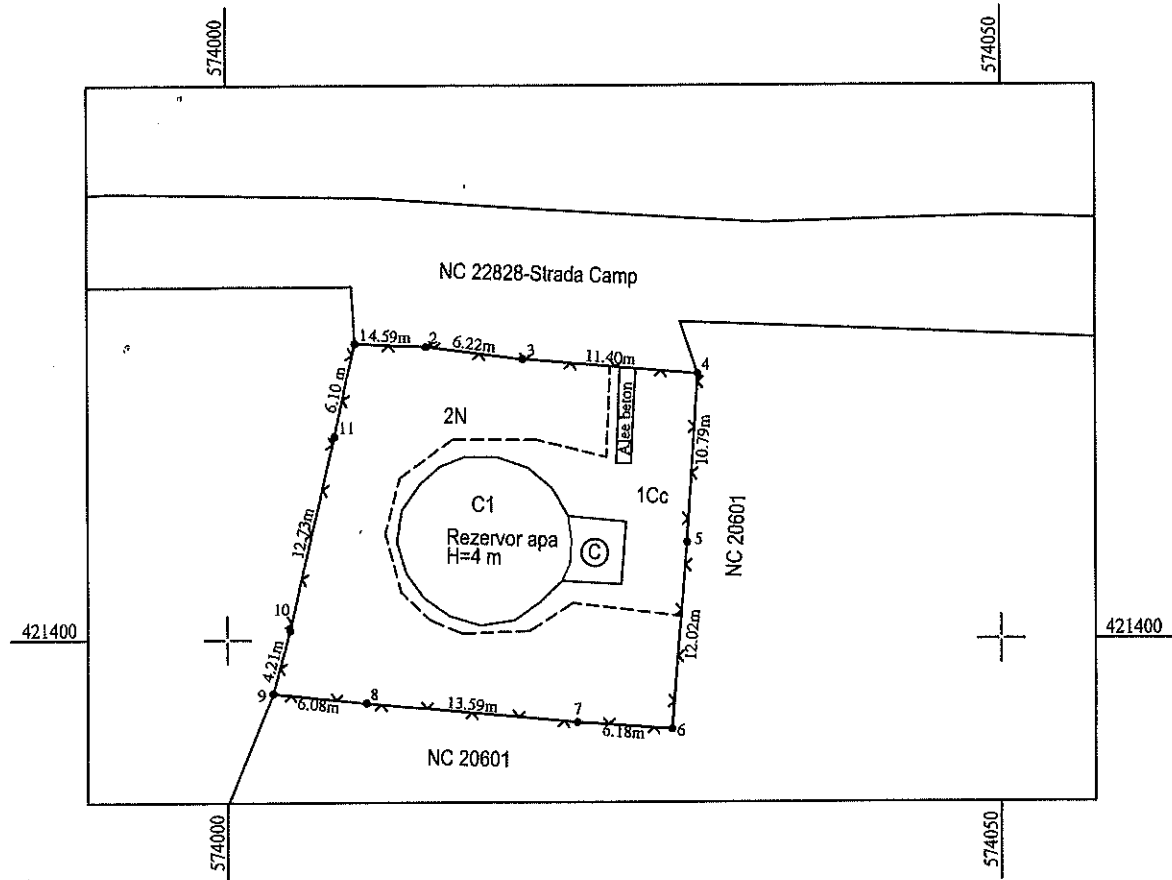 574000
574050
NC 22828-Strada Camp
14.59m
2
6.22m
3
11.40m
4
6.10 m
11
2N
Alee beton
10.79m
C1
1Cc
Rezervor apa
H=4 m
C
5
NC 20601
12.73m
10
421400
421400
12.02m
4.21m
9
6.08m
8
13.59m
7
6.18m
6
NC 20601
574000
574050